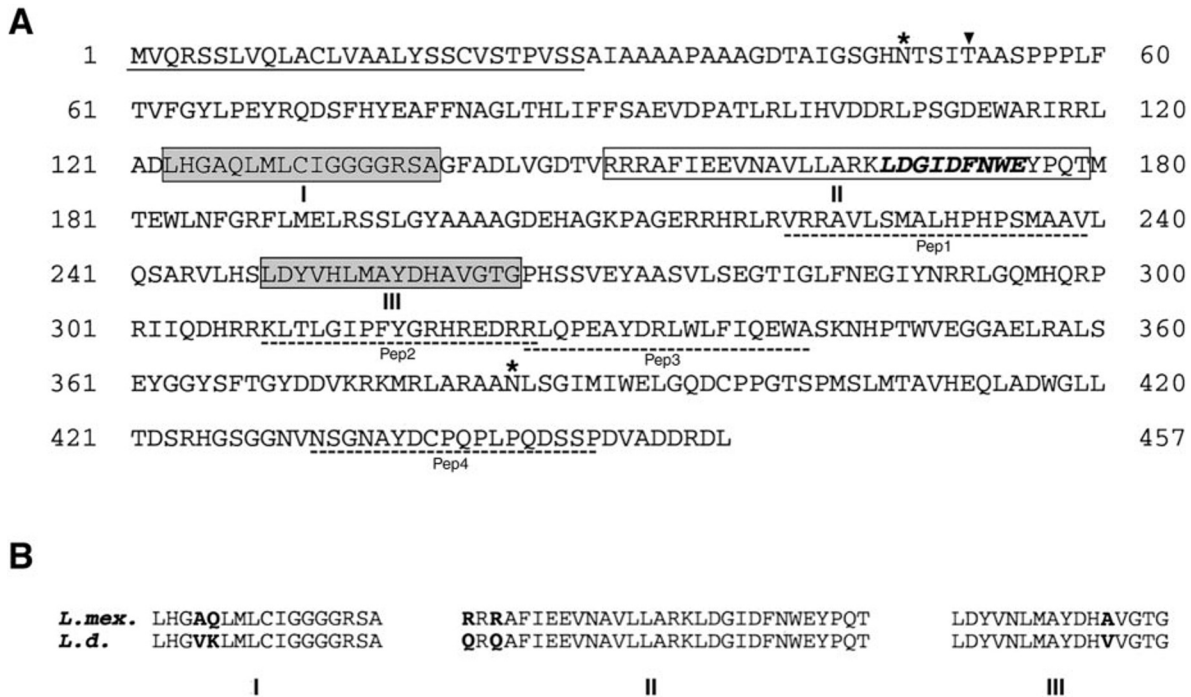 A
*
1 MVQRSSLVQLACLVAALYSSCVSTPVSSAIAAAAPAAAGDTAIGSGHNTSITAASPPPLF 60
61 TVFGYLPEYRQDSFHYEAFFNAGLTHLIFFSAEVDPATLRLIHVDDRLPSGDEWARIRRL 120
121 ADLHGAQLMLCIGGGGRSAGFADLVGDTVRRRAFIEEVNAVLLARKLDGIDFNWEYPQTM 180
I II
181 TEWLNFGRFLMELRSSLGYAAAAGDEHAGKPAGERRHRLRVRRAVLSMALHPHPSMAAVL 240
Pep1
241 QSARVLHSLDYVHLMAYDHAVGTGPHSSVEYAASVLSEGTIGLFNEGIYNRRLGQMHQRP 300
III
301 RIIQDHRRKLTLGIPFYGRHREDRRLQPEAYDRLWLFIQEWASKNHPTWVEGGAELRALS 360
Pep2 Pep3
*
361 EYGGYSFTGYDDVKRKMRLARAANLSGIMIWELGQDCPPGTSPMSLMTAVHEQLADWGLL 420
421 TDSRHGSGGNVNSGNAYDCPQPLPQDSSPDVADDRDL 457
Pep4
B
L.mex. LHGAQLMLCIGGGGRSA RRRAFIEEVNAVLLARKLDGIDFNWEYPQT LDYVNLMAYDHAVGTG
L.d. LHGVKLMLCIGGGGRSA QRQAFIEEVNAVLLARKLDGIDFNWEYPQT LDYVNLMAYDHVVGTG
I II III